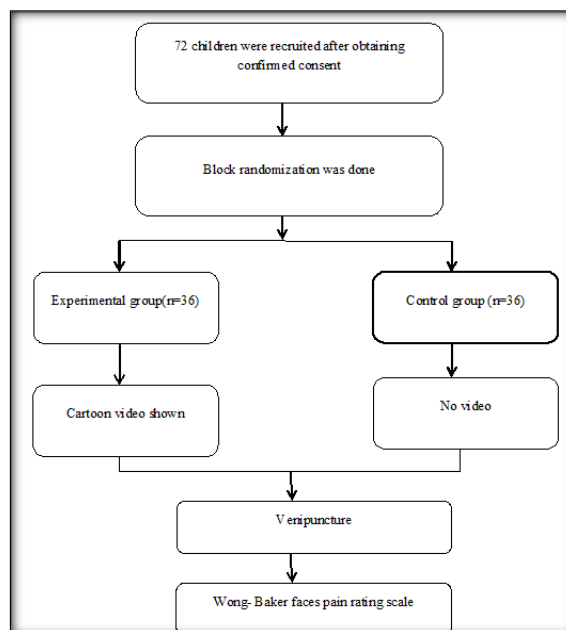 72 children were recruited after obtaining
confirmed consent
Block randomization was done
Experimental group(n=36)
Control group (n=36)
Cartoon video shown
No video
Venipuncture
Wong- Baker faces pain rating scale